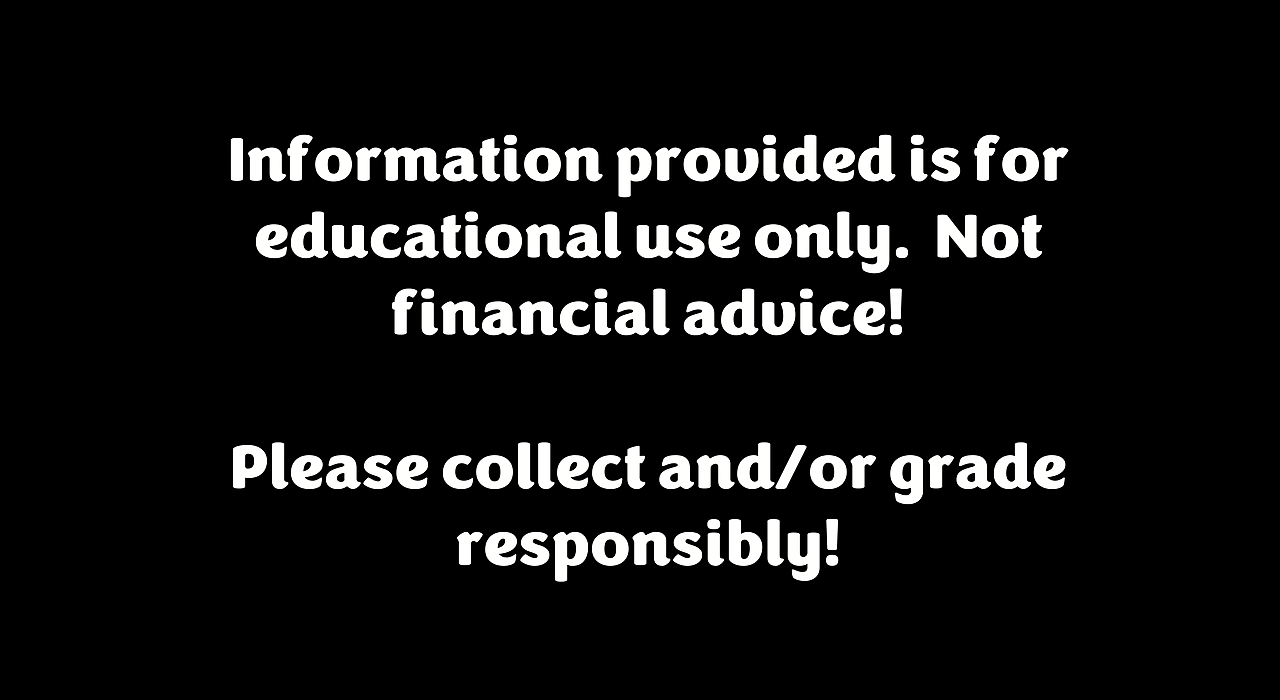 Information provided is for
educational use only.  Not
financial advice!
Please collect and/or grade
responsibly!